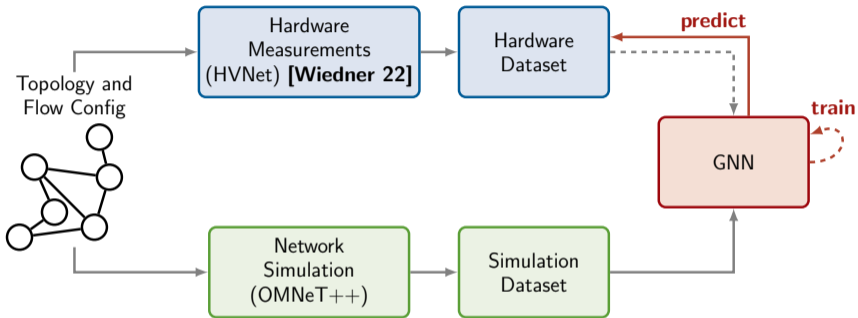 Topology and
Flow Config
Hardware
Measurements
(HVNet) [Wiedner 22]
Hardware
Dataset
predict
train
GNN
Network
Simulation
(OMNeT++)
Simulation
Dataset